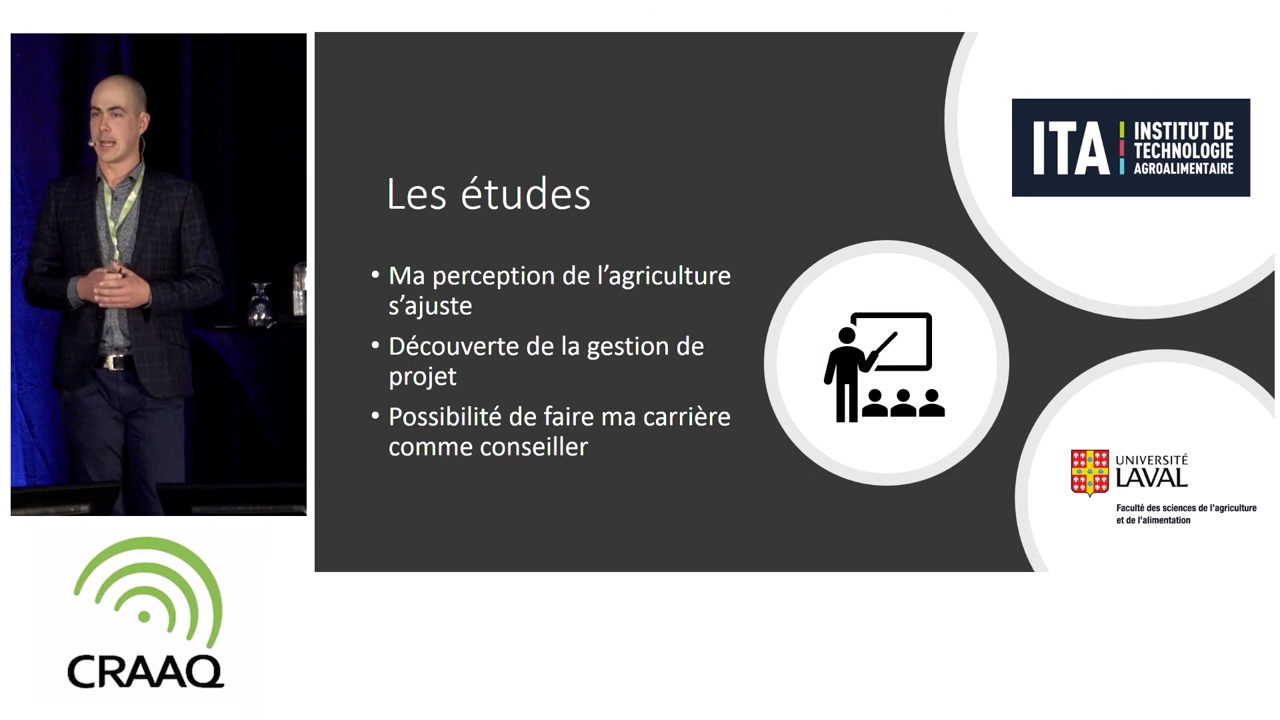 Les études
• Ma perception de l’agriculture
s’ajuste
• Découverte de la gestion de
projet
• Possibilité de faire ma carrière
comme conseiller
ITA
INSTITUT DE
TECHNOLOGIE
AGROALIMENTAIRE
UNIVERSITÉ
LAVAL
Faculté des sciences de l'agriculture
et de l'alimentation
CRAAQ